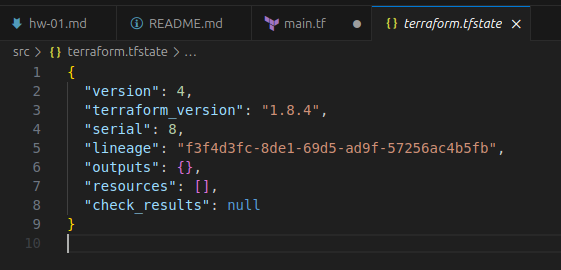 hw-01.md README.md main.tf terraform.tfstate
src > terraform.tfstate > ...
1 {
2 "version": 4,
3 "terraform_version": "1.8.4",
4 "serial": 8,
5 "lineage": "f3f4d3fc-8de1-69d5-ad9f-57256ac4b5fb",
6 "outputs": {},
7 "resources": [],
8 "check_results": null
9 }
10